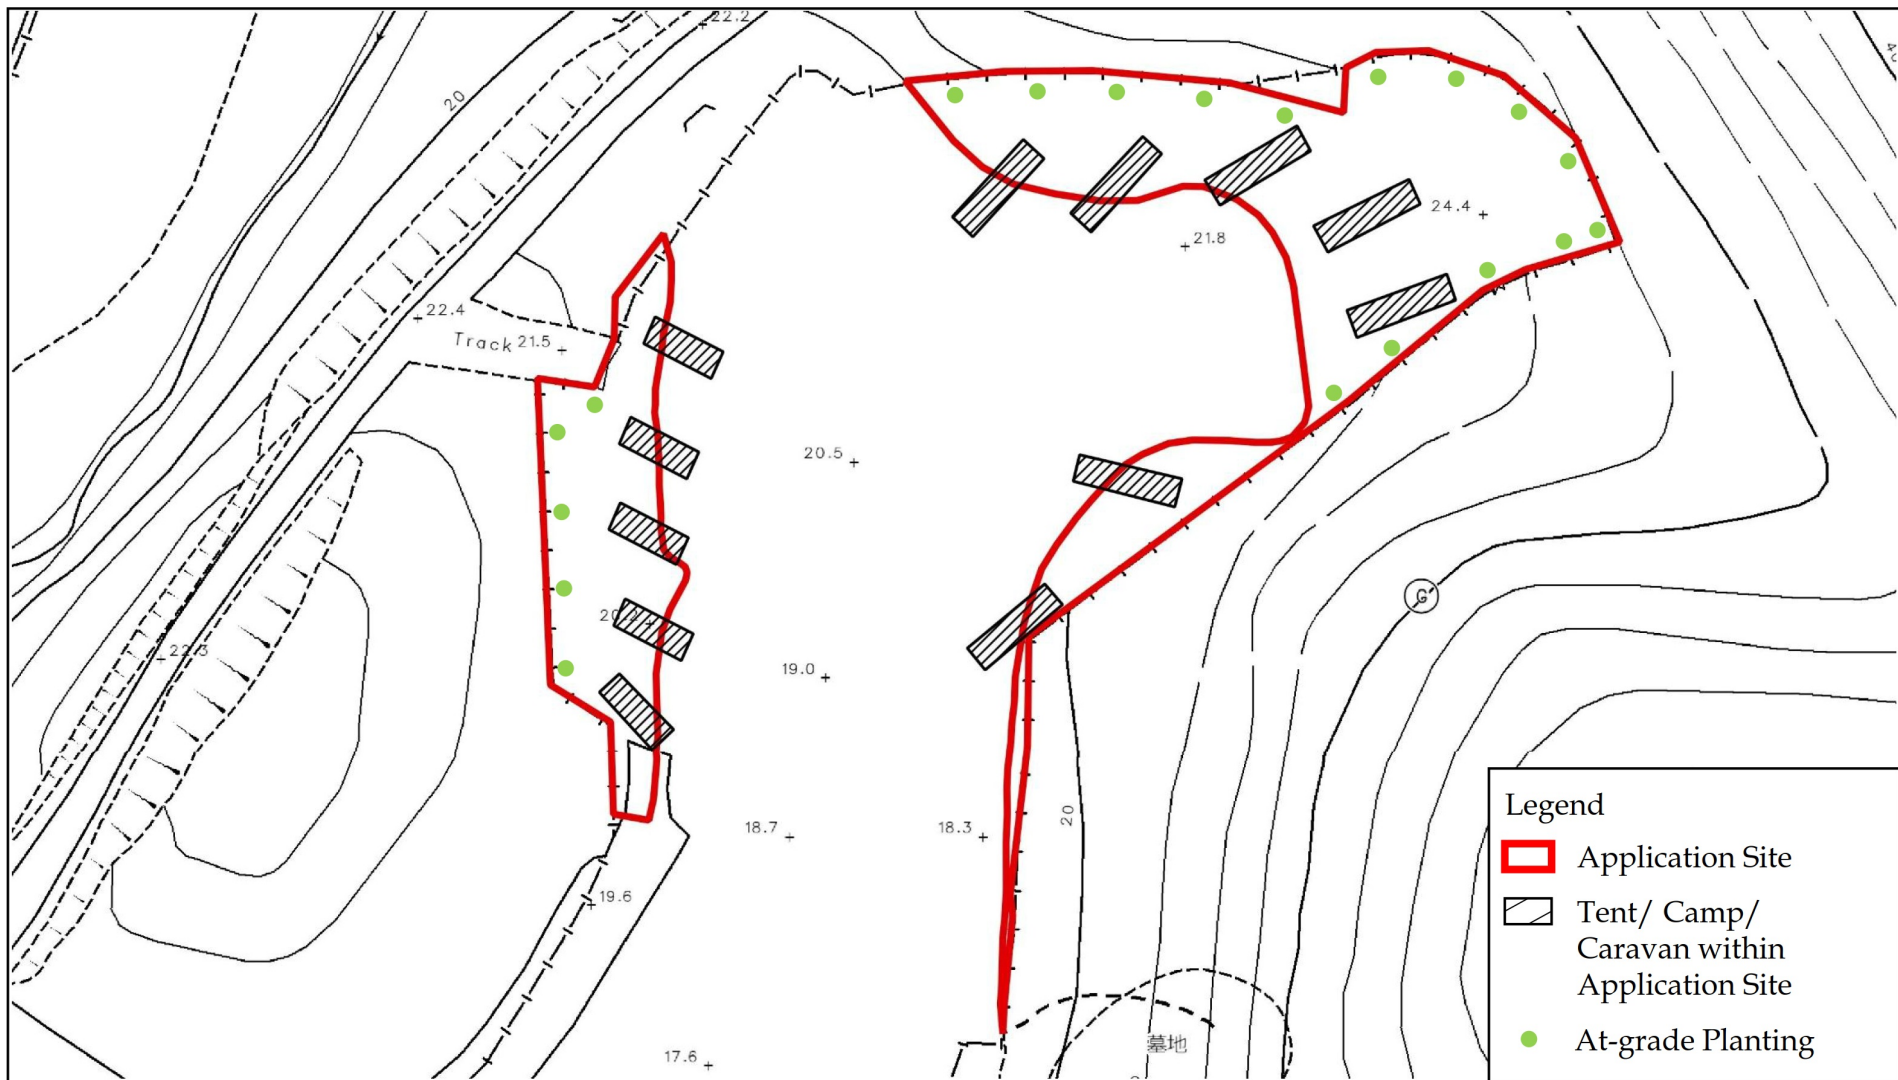 22.2
20
24.4
21.8
22.4
Track 21.5
20.5
20.2
22.3
19.0
G
18.7
18.3
20
19.6
17.6
墓地
Legend
Application Site
Tent/ Camp/
Caravan within
Application Site
At-grade Planting